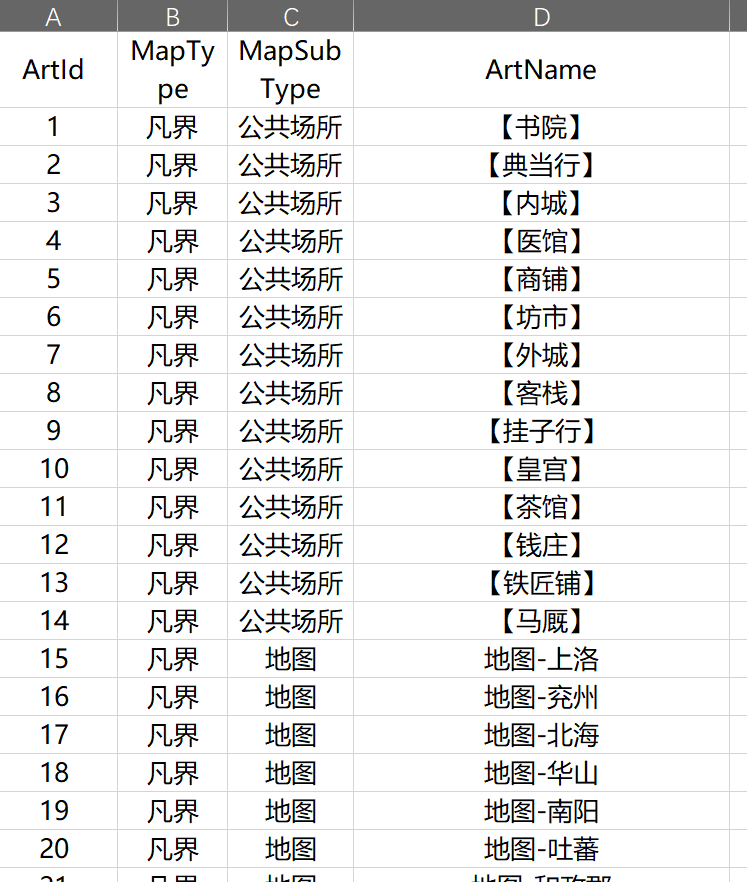 A B C D
ArtId MapTy
pe MapSub
Type ArtName
1 凡界 公共场所 【书院】
2 凡界 公共场所 【典当行】
3 凡界 公共场所 【内城】
4 凡界 公共场所 【医馆】
5 凡界 公共场所 【商铺】
6 凡界 公共场所 【坊市】
7 凡界 公共场所 【外城】
8 凡界 公共场所 【客栈】
9 凡界 公共场所 【挂子行】
10 凡界 公共场所 【皇宫】
11 凡界 公共场所 【茶馆】
12 凡界 公共场所 【钱庄】
13 凡界 公共场所 【铁匠铺】
14 凡界 公共场所 【马厩】
15 凡界 地图 地图-上洛
16 凡界 地图 地图-兖州
17 凡界 地图 地图-北海
18 凡界 地图 地图-华山
19 凡界 地图 地图-南阳
20 凡界 地图 地图-吐蕃
21 凡界 地图